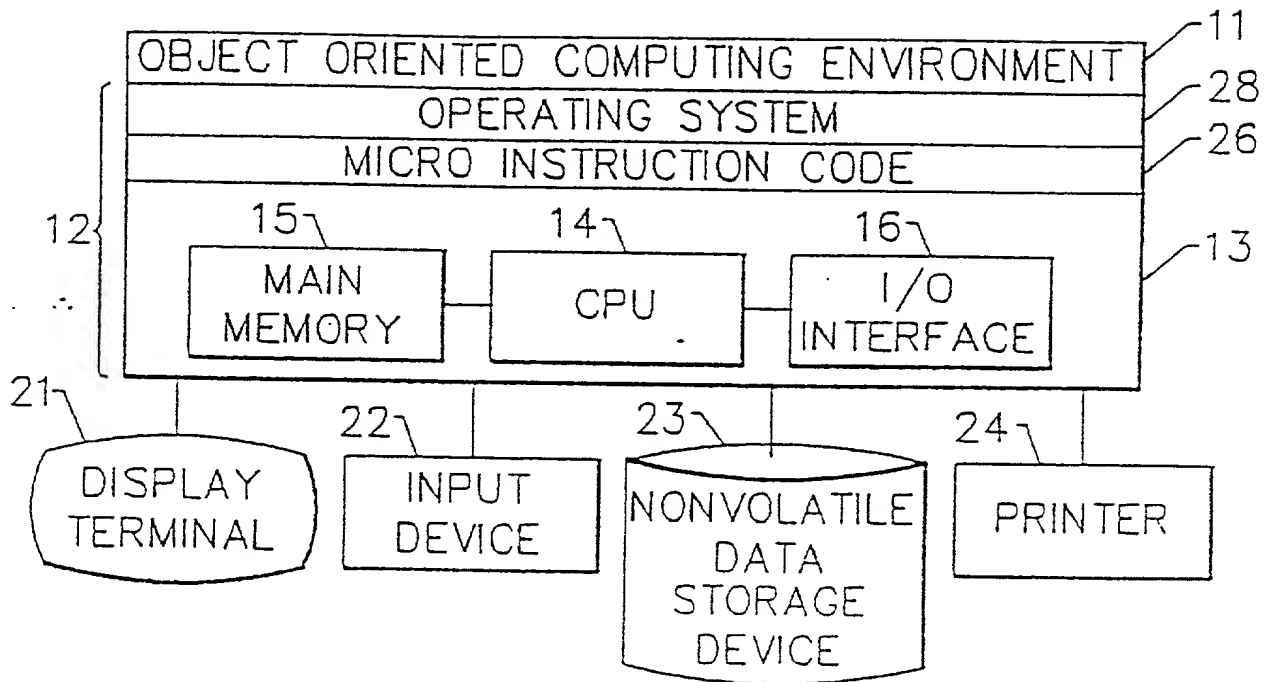 OBJECT ORIENTED COMPUTING ENVIRONMENT
11
OPERATING SYSTEM
28
MICRO INSTRUCTION CODE
26
12
15
14
16
13
MAIN
MEMORY
CPU
I/O
INTERFACE
21
22
23
24
DISPLAY
TERMINAL
INPUT
DEVICE
NONVOLATILE
DATA
STORAGE
DEVICE
PRINTER